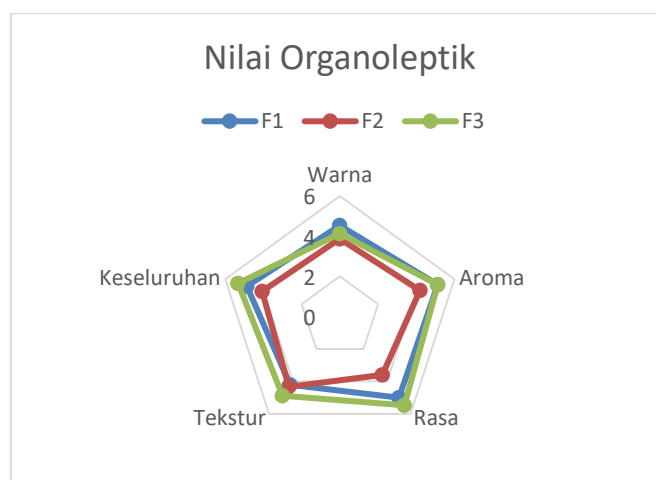 Nilai Organoleptik
F1 F2 F3
Warna
6
4
Keseluruhan Aroma
2
0
Tekstur Rasa